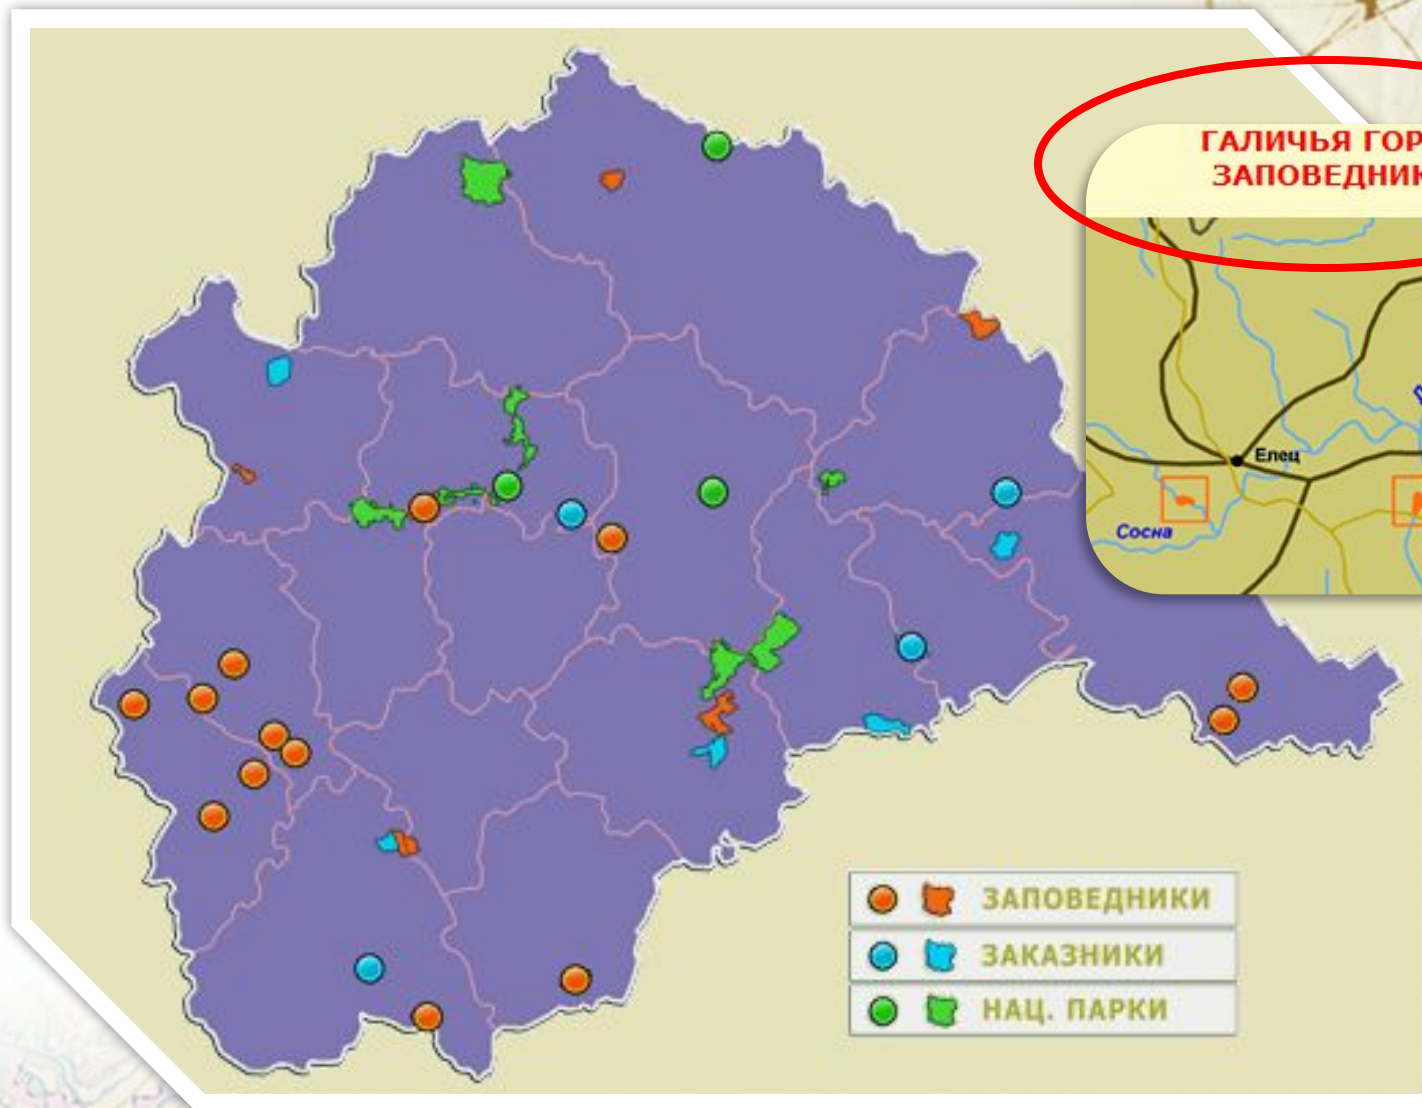 ГАЛИЧЬЯ ГОР
ЗАПОВЕДНИК
Елец
Сосна
ЗАПОВЕДНИКИ
ЗАКАЗНИКИ
НАЦ. ПАРКИ